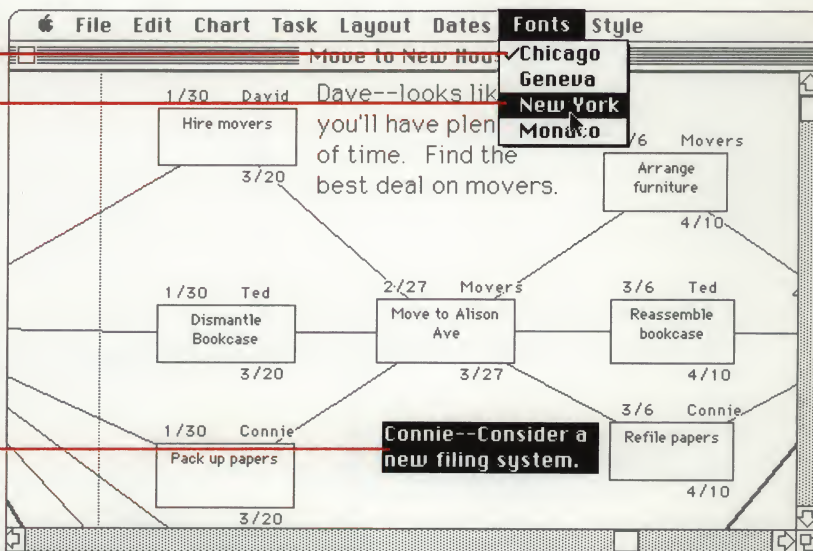 File Edit Chart Task Layout Dates Fonts Style
Move to New Hous
✓Chicago
Geneva
New York
Monaco
1/30 David
Hire movers
3/20
Dave--looks lik
you'll have plen
of time. Find the
best deal on movers.
/6 Movers
Arrange
furniture
4/10
1/30 Ted
Dismantle
Bookcase
3/20
2/27 Movers
Move to Alison
Ave
3/27
3/6 Ted
Reassemble
bookcase
4/10
1/30 Connie
Pack up papers
3/20
Connie--Consider a
new filing system.
3/6 Connie
Refile papers
4/10